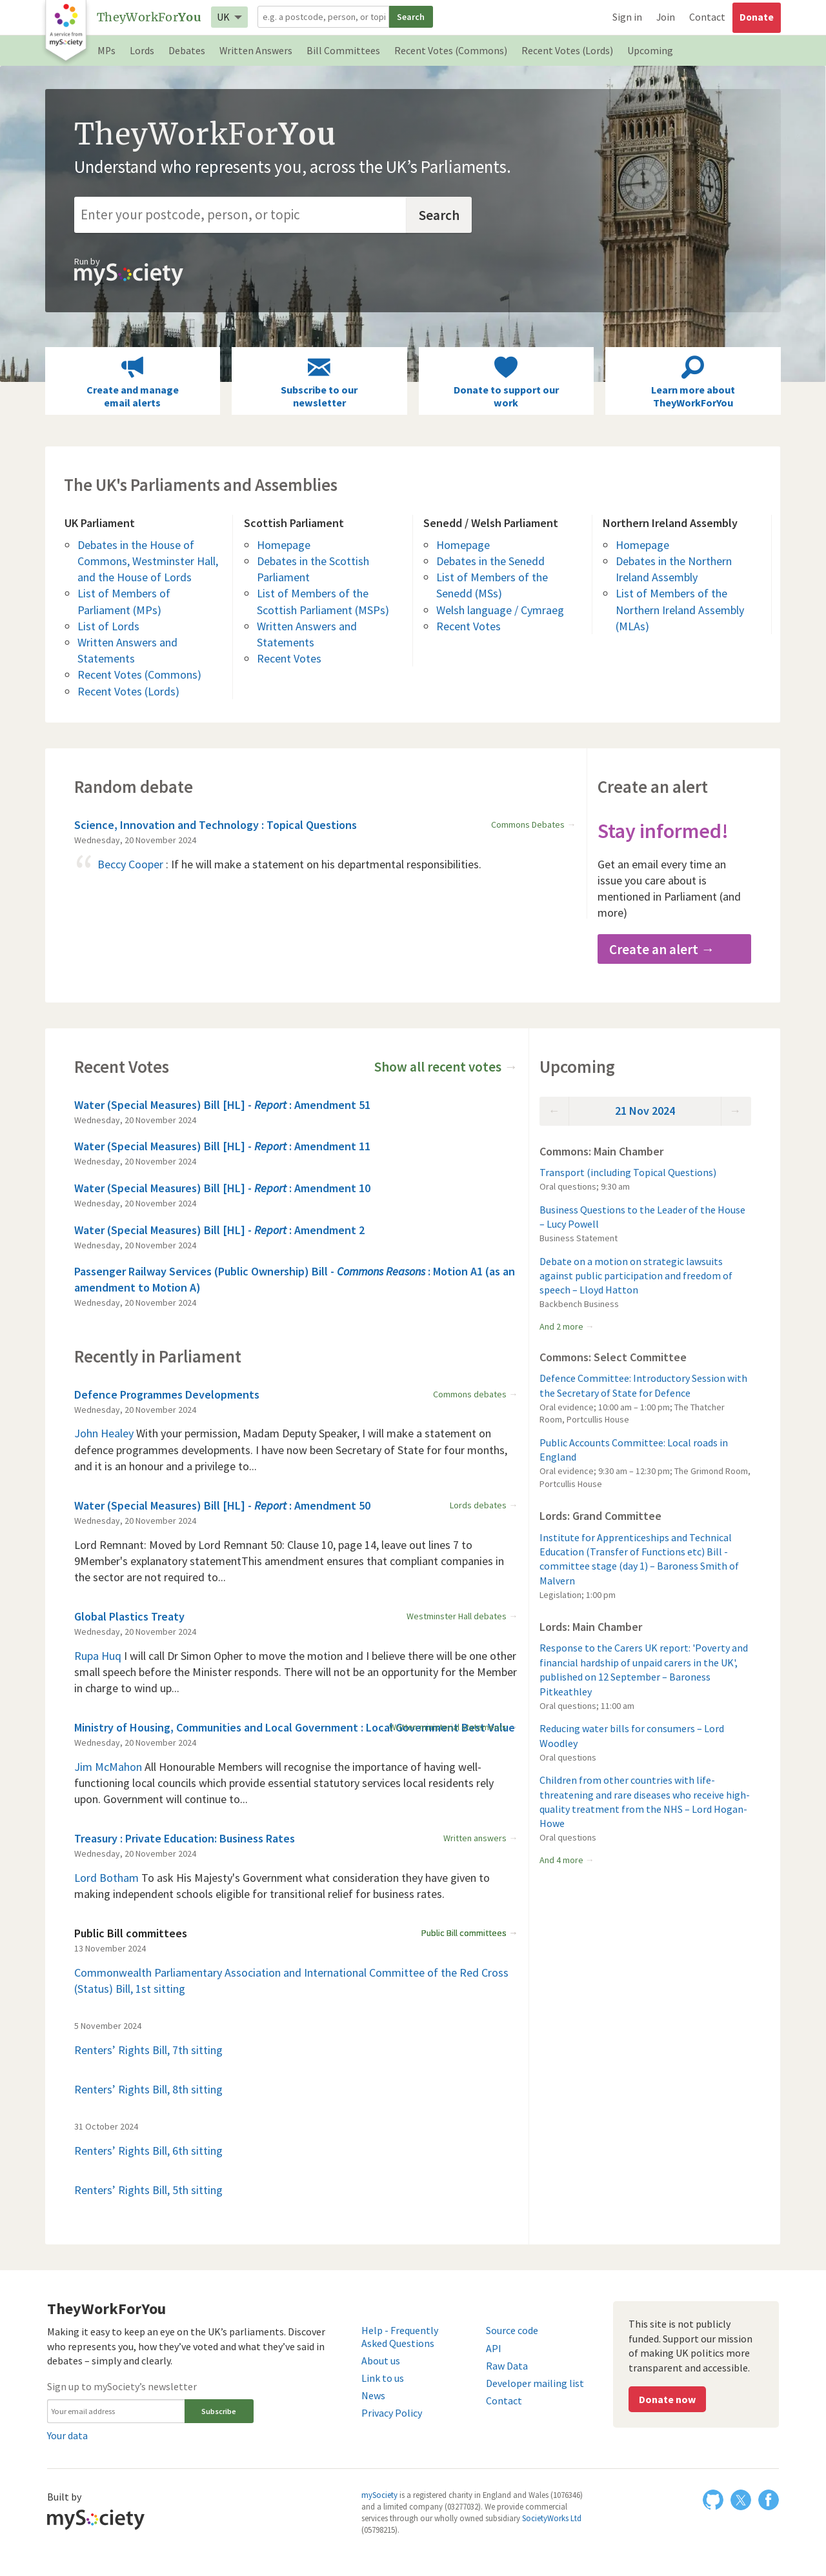 A service from
mySociety
TheyWorkForYou
UK
e.g. a postcode, person, or topi
Search
Sign in
Join
Contact
Donate
MPs
Lords
Debates
Written Answers
Bill Committees
Recent Votes (Commons)
Recent Votes (Lords)
Upcoming
TheyWorkForYou
Understand who represents you, across the UK’s Parliaments.
Enter your postcode, person, or topic
Search
Run by
mySociety
Create and manage
email alerts
Subscribe to our
newsletter
Donate to support our
work
Learn more about
TheyWorkForYou
The UK's Parliaments and Assemblies
UK Parliament
Debates in the House of
Commons, Westminster Hall,
and the House of Lords
List of Members of
Parliament (MPs)
List of Lords
Written Answers and
Statements
Recent Votes (Commons)
Recent Votes (Lords)
Scottish Parliament
Homepage
Debates in the Scottish
Parliament
List of Members of the
Scottish Parliament (MSPs)
Written Answers and
Statements
Recent Votes
Senedd / Welsh Parliament
Homepage
Debates in the Senedd
List of Members of the
Senedd (MSs)
Welsh language / Cymraeg
Recent Votes
Northern Ireland Assembly
Homepage
Debates in the Northern
Ireland Assembly
List of Members of the
Northern Ireland Assembly
(MLAs)
Random debate
Science, Innovation and Technology : Topical Questions
Commons Debates →
Wednesday, 20 November 2024
“ Beccy Cooper : If he will make a statement on his departmental responsibilities.
Create an alert
Stay informed!
Get an email every time an
issue you care about is
mentioned in Parliament (and
more)
Create an alert →
Recent Votes
Show all recent votes →
Water (Special Measures) Bill [HL] - Report : Amendment 51
Wednesday, 20 November 2024
Water (Special Measures) Bill [HL] - Report : Amendment 11
Wednesday, 20 November 2024
Water (Special Measures) Bill [HL] - Report : Amendment 10
Wednesday, 20 November 2024
Water (Special Measures) Bill [HL] - Report : Amendment 2
Wednesday, 20 November 2024
Passenger Railway Services (Public Ownership) Bill - Commons Reasons : Motion A1 (as an
amendment to Motion A)
Wednesday, 20 November 2024
Recently in Parliament
Defence Programmes Developments
Commons debates →
Wednesday, 20 November 2024
John Healey With your permission, Madam Deputy Speaker, I will make a statement on
defence programmes developments. I have now been Secretary of State for four months,
and it is an honour and a privilege to...
Water (Special Measures) Bill [HL] - Report : Amendment 50
Lords debates →
Wednesday, 20 November 2024
Lord Remnant: Moved by Lord Remnant 50: Clause 10, page 14, leave out lines 7 to
9Member's explanatory statementThis amendment ensures that compliant companies in
the sector are not required to...
Global Plastics Treaty
Westminster Hall debates →
Wednesday, 20 November 2024
Rupa Huq I will call Dr Simon Opher to move the motion and I believe there will be one other
small speech before the Minister responds. There will not be an opportunity for the Member
in charge to wind up...
Ministry of Housing, Communities and Local Government : Local Government Best Value
Wednesday, 20 November 2024
Jim McMahon All Honourable Members will recognise the importance of having well-
functioning local councils which provide essential statutory services local residents rely
upon. Government will continue to...
Treasury : Private Education: Business Rates
Written answers →
Wednesday, 20 November 2024
Lord Botham To ask His Majesty's Government what consideration they have given to
making independent schools eligible for transitional relief for business rates.
Public Bill committees
Public Bill committees →
13 November 2024
Commonwealth Parliamentary Association and International Committee of the Red Cross
(Status) Bill, 1st sitting
5 November 2024
Renters’ Rights Bill, 7th sitting
Renters’ Rights Bill, 8th sitting
31 October 2024
Renters’ Rights Bill, 6th sitting
Renters’ Rights Bill, 5th sitting
Upcoming
← 21 Nov 2024 →
Commons: Main Chamber
Transport (including Topical Questions)
Oral questions; 9:30 am
Business Questions to the Leader of the House
– Lucy Powell
Business Statement
Debate on a motion on strategic lawsuits
against public participation and freedom of
speech – Lloyd Hatton
Backbench Business
And 2 more →
Commons: Select Committee
Defence Committee: Introductory Session with
the Secretary of State for Defence
Oral evidence; 10:00 am – 1:00 pm; The Thatcher
Room, Portcullis House
Public Accounts Committee: Local roads in
England
Oral evidence; 9:30 am – 12:30 pm; The Grimond Room,
Portcullis House
Lords: Grand Committee
Institute for Apprenticeships and Technical
Education (Transfer of Functions etc) Bill -
committee stage (day 1) – Baroness Smith of
Malvern
Legislation; 1:00 pm
Lords: Main Chamber
Response to the Carers UK report: 'Poverty and
financial hardship of unpaid carers in the UK',
published on 12 September – Baroness
Pitkeathley
Oral questions; 11:00 am
Reducing water bills for consumers – Lord
Woodley
Oral questions
Children from other countries with life-
threatening and rare diseases who receive high-
quality treatment from the NHS – Lord Hogan-
Howe
Oral questions
And 4 more →
TheyWorkForYou
Making it easy to keep an eye on the UK’s parliaments. Discover
who represents you, how they’ve voted and what they’ve said in
debates – simply and clearly.
Sign up to mySociety’s newsletter
Your email address
Subscribe
Your data
Help - Frequently
Asked Questions
About us
Link to us
News
Privacy Policy
Source code
API
Raw Data
Developer mailing list
Contact
This site is not publicly
funded. Support our mission
of making UK politics more
transparent and accessible.
Donate now
Built by
mySociety
mySociety is a registered charity in England and Wales (1076346)
and a limited company (03277032). We provide commercial
services through our wholly owned subsidiary SocietyWorks Ltd
(05798215).